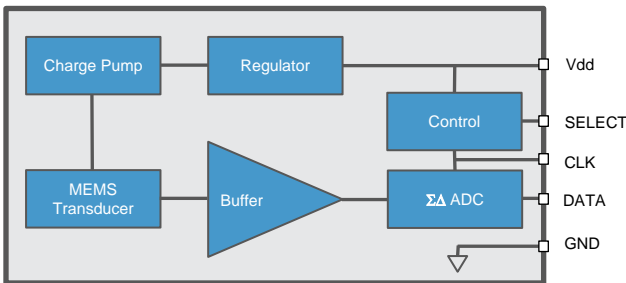 Charge Pump
Regulator
Vdd
Control
SELECT
CLK
MEMS
Transducer
Buffer
ΣΔ ADC
DATA
GND